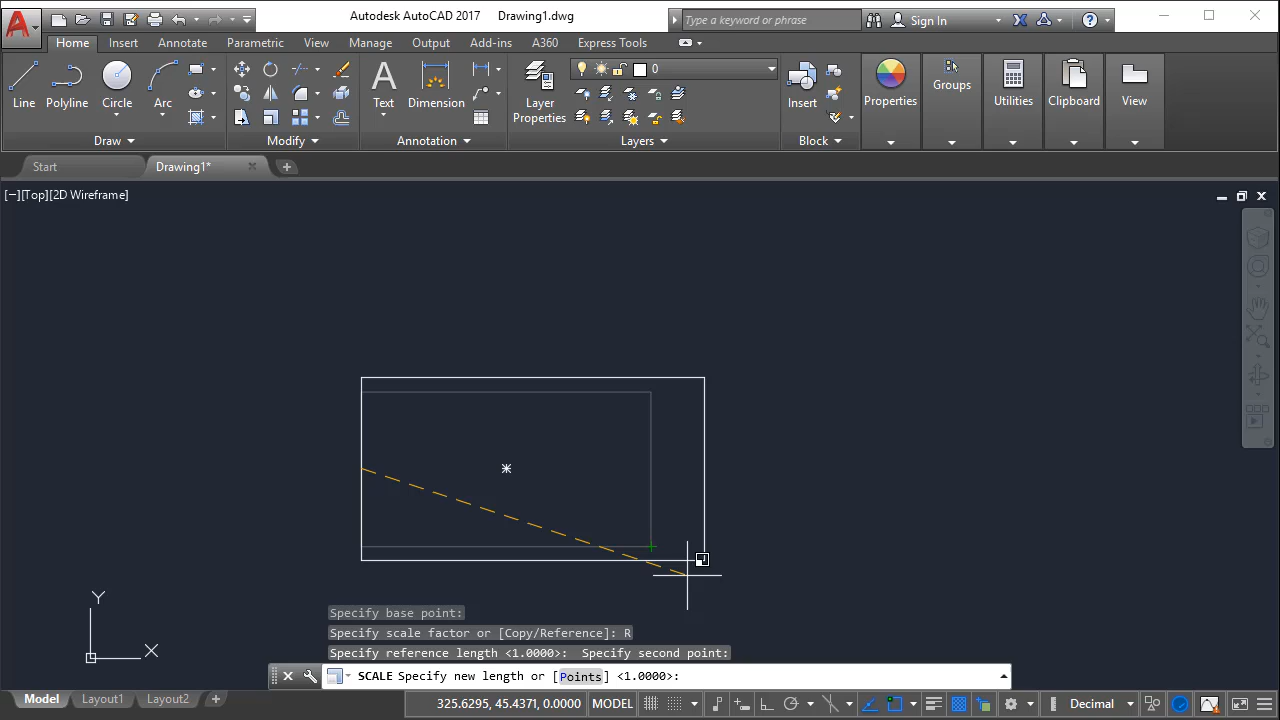 Autodesk AutoCAD 2017 Drawing1.dwg
Type a keyword or phrase
Sign In
Home Insert Annotate Parametric View Manage Output Add-ins A360 Express Tools
Line Polyline Circle Arc
Text Dimension
Layer Properties
0
Insert
Properties Groups Utilities Clipboard View
Draw Modify Annotation Layers Block
Start Drawing1*
[−][Top][2D Wireframe]
Y
X
Specify base point:
Specify scale factor or [Copy/Reference]: R
Specify reference length <1.0000>: Specify second point:
SCALE Specify new length or [Points] <1.0000>:
Model Layout1 Layout2 +
325.6295, 45.4371, 0.0000 MODEL Decimal